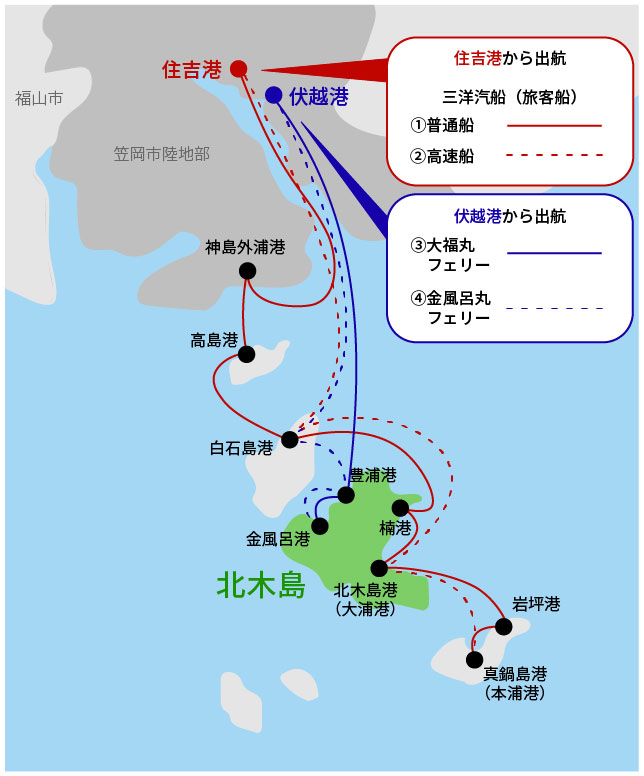 住吉港
伏越港
福山市
笠岡市陸地部
住吉港から出航
三洋汽船（旅客船）
①普通船
②高速船
伏越港から出航
③大福丸
フェリー
④金風呂丸
フェリー
神島外浦港
高島港
白石島港
豊浦港
楠港
金風呂港
北木島
北木島港
（大浦港）
岩坪港
真鍋島港
（本浦港）